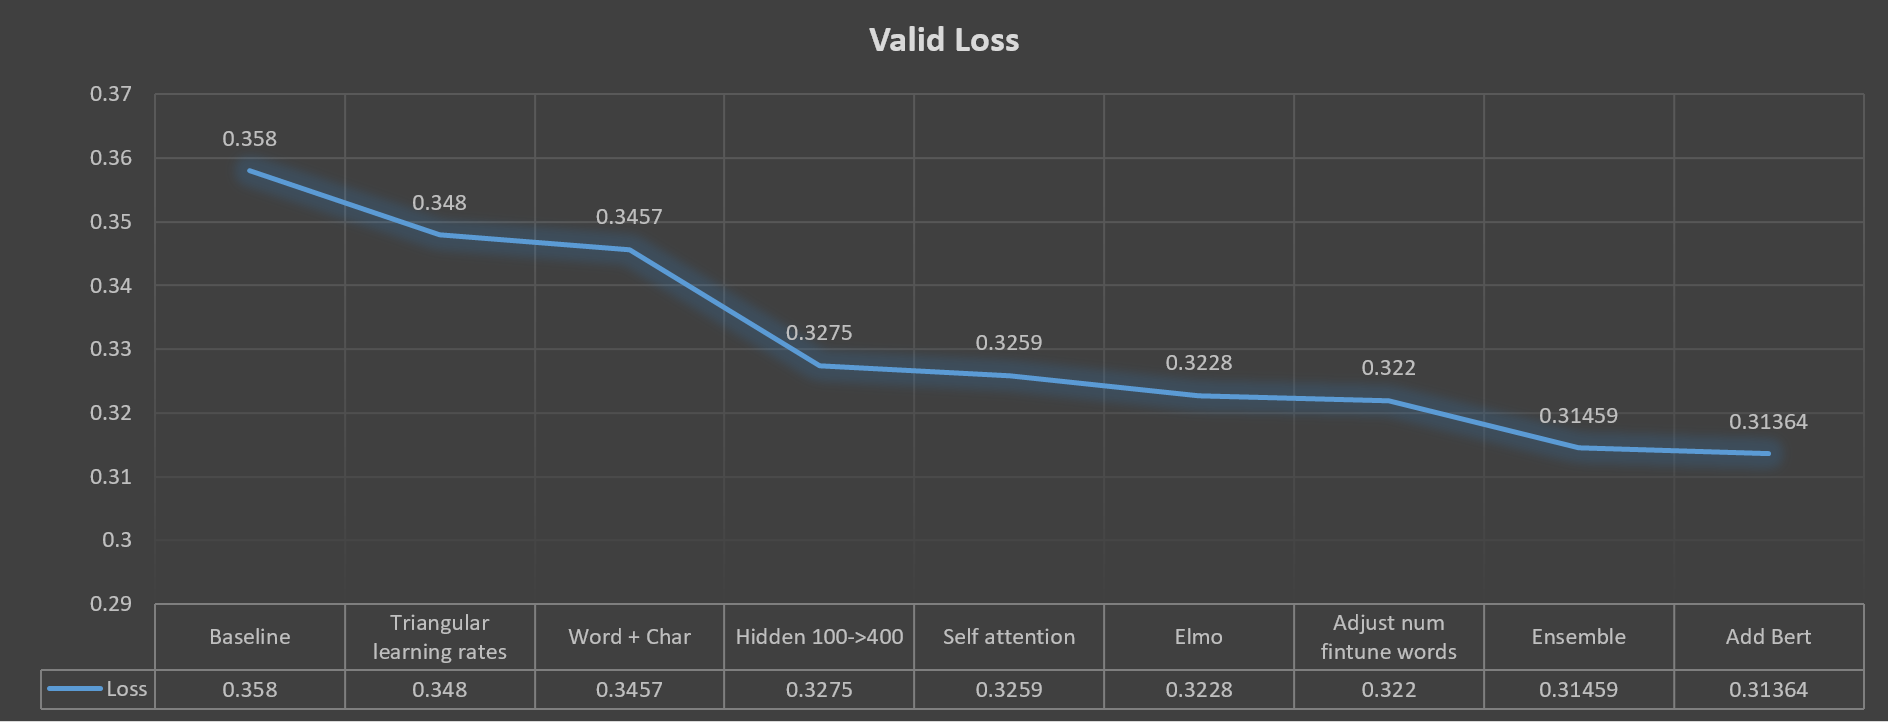 Valid Loss
0.37
0.36
0.35
0.34
0.33
0.32
0.31
0.3
0.29
0.358
0.348
0.3457
0.3275
0.3259
0.3228
0.322
0.31459
0.31364
Baseline
Triangular
learning rates
Word + Char
Hidden 100->400
Self attention
Elmo
Adjust num
fintune words
Ensemble
Add Bert
Loss 0.358 0.348 0.3457 0.3275 0.3259 0.3228 0.322 0.31459 0.31364